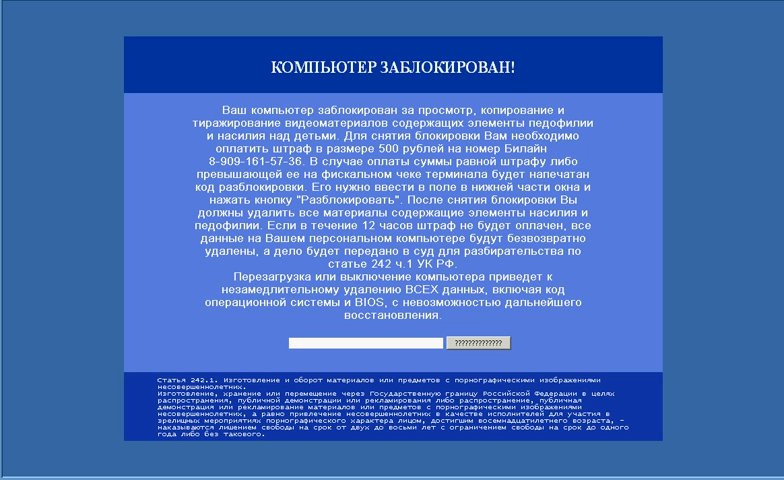 КОМПЬЮТЕР ЗАБЛОКИРОВАН!
Ваш компьютер заблокирован за просмотр, копирование и
тиражирование видеоматериалов содержащих элементы педофилии
и насилия над детьми. Для снятия блокировки Вам необходимо
оплатить штраф в размере 500 рублей на номер Билайн
8-909-161-57-36. В случае оплаты суммы равной штрафу либо
превышающей ее на фискальном чеке терминала будет напечатан
код разблокировки. Его нужно ввести в поле в нижней части окна и
нажать кнопку "Разблокировать". После снятия блокировки Вы
должны удалить все материалы содержащие элементы насилия и
педофилии. Если в течение 12 часов штраф не будет оплачен, все
данные на Вашем персональном компьютере будут безвозвратно
удалены, а дело будет передано в суд для разбирательства по
статье 242 ч.1 УК РФ.
Перезагрузка или выключение компьютера приведет к
незамедлительному удалению ВСЕХ данных, включая код
операционной системы и BIOS, с невозможностью дальнейшего
восстановления.
??????????????
Статья 242.1. Изготовление и оборот материалов или предметов с порнографическими изображениями
несовершеннолетних.
Изготовление, хранение или перемещение через Государственную границу Российской Федерации в целях
распространения, публичной демонстрации или рекламирования либо распространение, публичная
демонстрация или рекламирование материалов или предметов с порнографическими изображениями
несовершеннолетних, а равно привлечение несовершеннолетних в качестве исполнителей для участия в
зрелищных мероприятиях порнографического характера лицом, достигшим восемнадцатилетнего возраста, -
наказываются лишением свободы на срок от двух до восьми лет с ограничением свободы на срок до одного
года либо без такового.